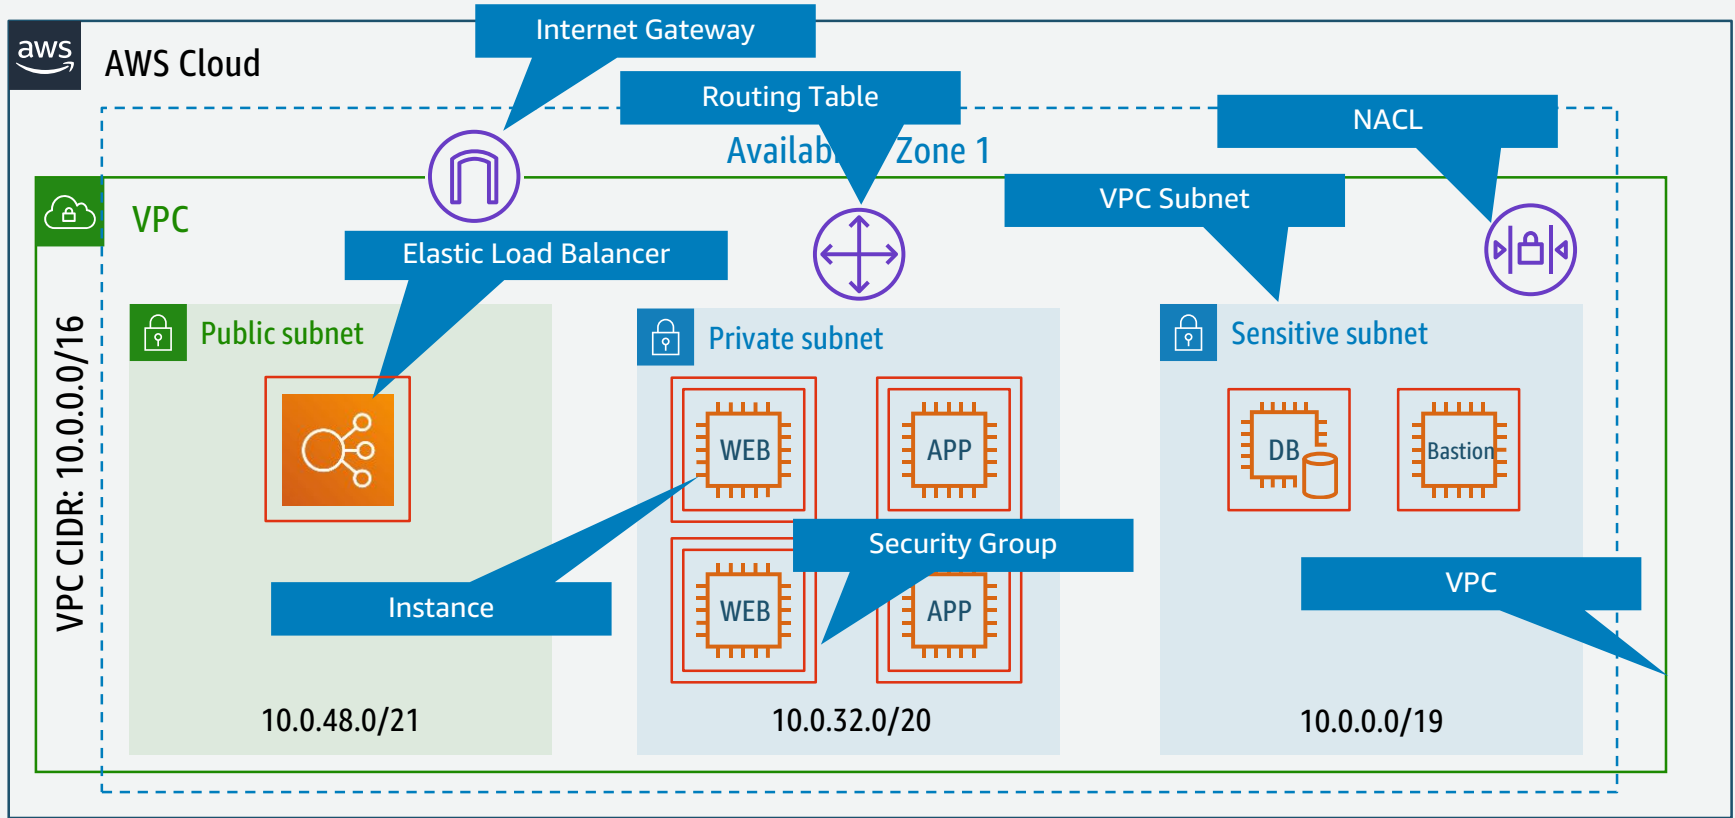 Internet Gateway
aws
AWS Cloud
Routing Table
NACL
Availab Zone 1
VPC Subnet
VPC
Elastic Load Balancer
VPC CIDR: 10.0.0.0/16
Public subnet
Private subnet
Sensitive subnet
WEB
APP
DB
Bastion
Security Group
Instance
WEB
APP
VPC
10.0.48.0/21
10.0.32.0/20
10.0.0.0/19